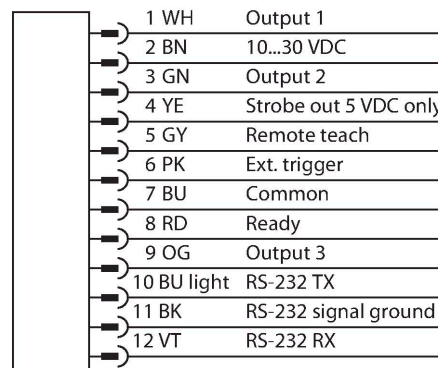 1 WH Output 1
2 BN 10...30 VDC
3 GN Output 2
4 YE Strobe out 5 VDC only
5 GY Remote teach
6 PK Ext. trigger
7 BU Common
8 RD Ready
9 OG Output 3
10 BU light RS-232 TX
11 BK RS-232 signal ground
12 VT RS-232 RX